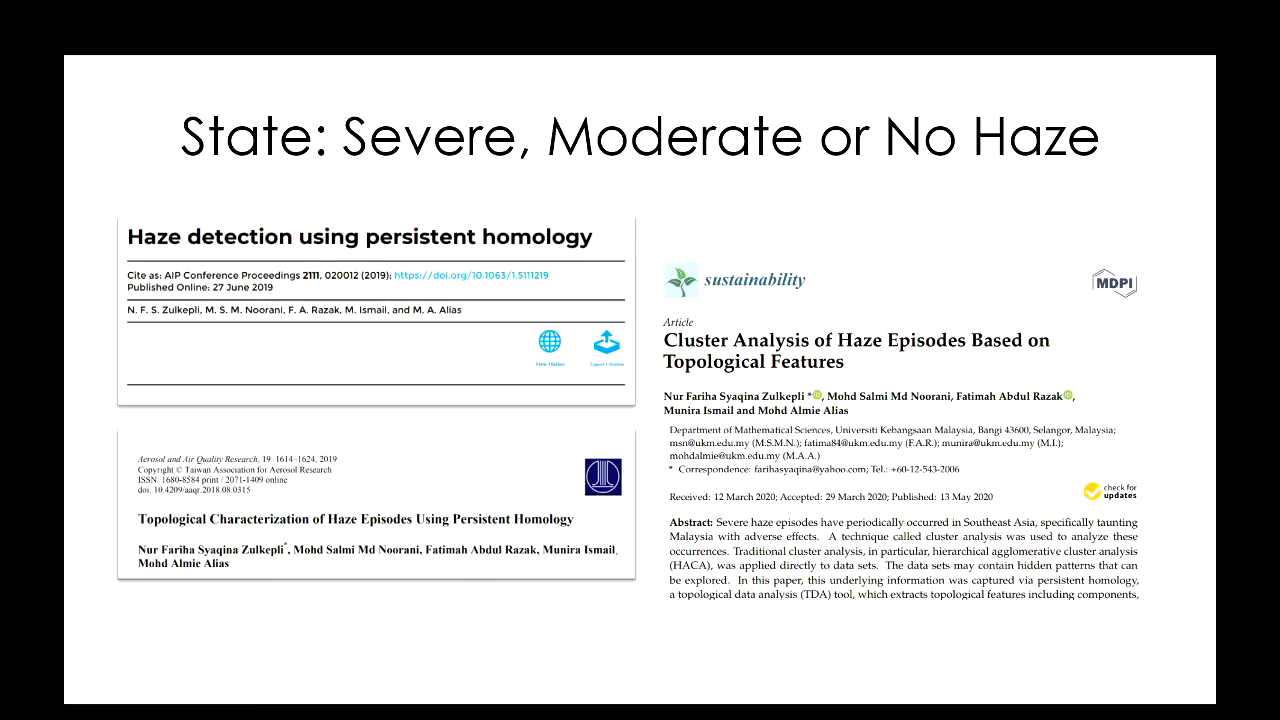 State: Severe, Moderate or No Haze
Haze detection using persistent homology
Cite as: AIP Conference Proceedings 2111, 020012 (2019); https://doi.org/10.1063/1.5111219
Published Online: 27 June 2019
N. F. S. Zulkepli, M. S. M. Noorani, F. A. Razak, M. Ismail, and M. A. Alias
View Online
Export Citation
Aerosol and Air Quality Research, 19: 1614–1624, 2019
Copyright © Taiwan Association for Aerosol Research
ISSN: 1680-8584 print / 2071-1409 online
doi: 10.4209/aaqr.2018.08.0315
Topological Characterization of Haze Episodes Using Persistent Homology
Nur Fariha Syaqina Zulkepli*, Mohd Salmi Md Noorani, Fatimah Abdul Razak, Munira Ismail,
Mohd Almie Alias
sustainability
MDPI
Article
Cluster Analysis of Haze Episodes Based on
Topological Features
Nur Fariha Syaqina Zulkepli *iD, Mohd Salmi Md Noorani, Fatimah Abdul RazakiD,
Munira Ismail and Mohd Almie Alias
Department of Mathematical Sciences, Universiti Kebangsaan Malaysia, Bangi 43600, Selangor, Malaysia;
msn@ukm.edu.my (M.S.M.N.); fatima84@ukm.edu.my (F.A.R.); munira@ukm.edu.my (M.I.);
mohdalmie@ukm.edu.my (M.A.A.)
* Correspondence: farihasyaqina@yahoo.com; Tel.: +60-12-543-2006
check for
updates
Received: 12 March 2020; Accepted: 29 March 2020; Published: 13 May 2020
Abstract: Severe haze episodes have periodically occurred in Southeast Asia, specifically taunting
Malaysia with adverse effects. A technique called cluster analysis was used to analyze these
occurrences. Traditional cluster analysis, in particular, hierarchical agglomerative cluster analysis
(HACA), was applied directly to data sets. The data sets may contain hidden patterns that can
be explored. In this paper, this underlying information was captured via persistent homology,
a topological data analysis (TDA) tool, which extracts topological features including components,